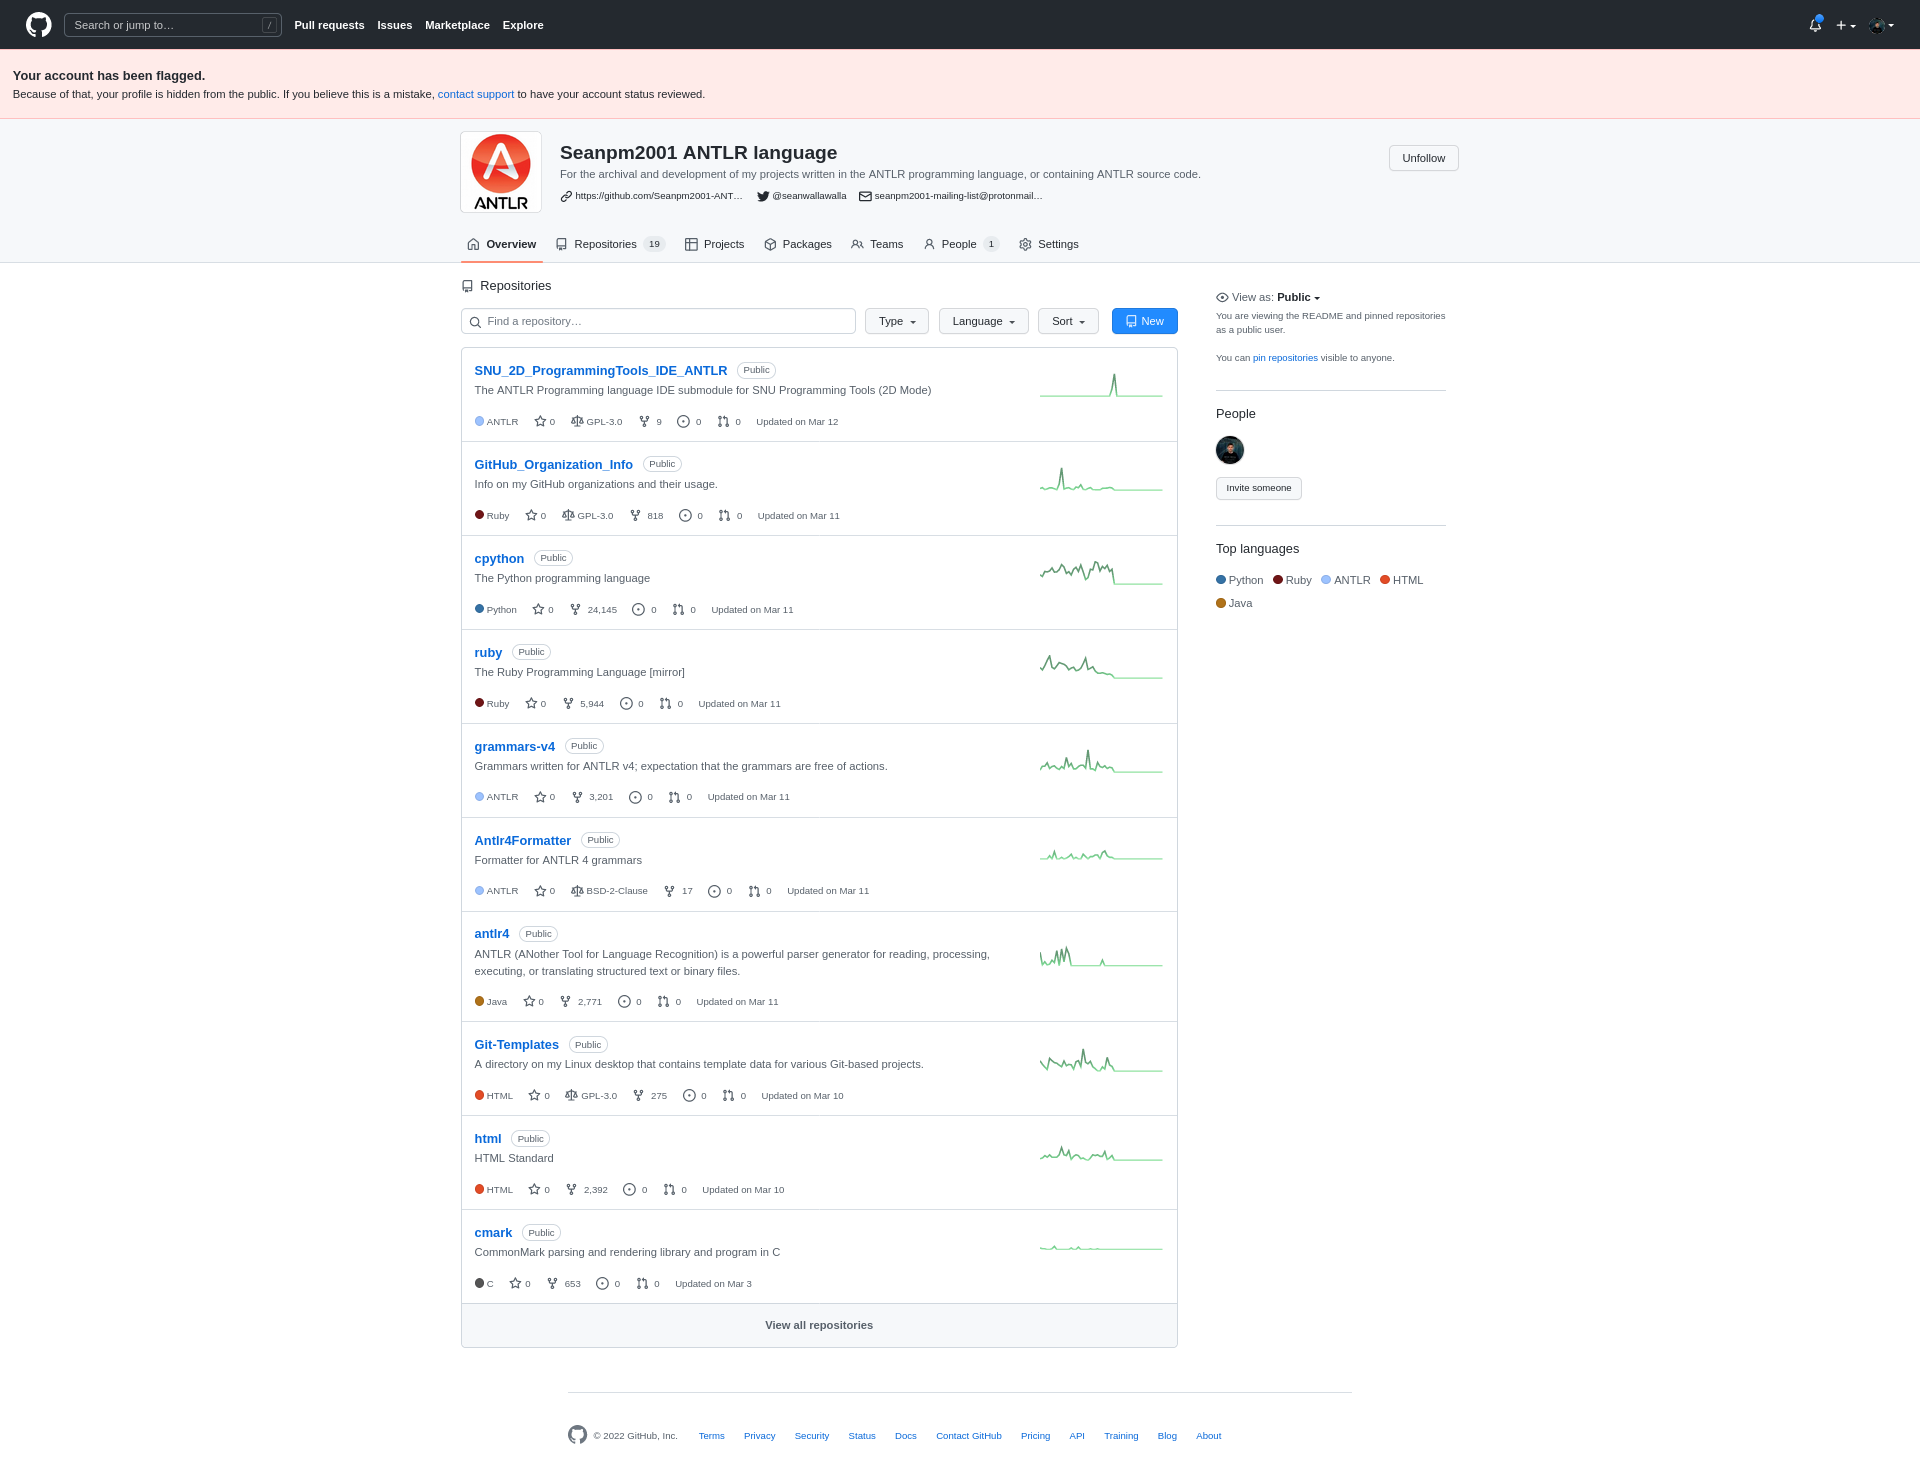 Search or jump to… /
Pull requests Issues Marketplace Explore
Your account has been flagged.
Because of that, your profile is hidden from the public. If you believe this is a mistake, contact support to have your account status reviewed.
ANTLR
Seanpm2001 ANTLR language
For the archival and development of my projects written in the ANTLR programming language, or containing ANTLR source code.
https://github.com/Seanpm2001-ANT… @seanwallawalla seanpm2001-mailing-list@protonmail…
Unfollow
Overview Repositories 19 Projects Packages Teams People 1 Settings
Repositories
Find a repository… Type Language Sort New
SNU_2D_ProgrammingTools_IDE_ANTLR Public
The ANTLR Programming language IDE submodule for SNU Programming Tools (2D Mode)
ANTLR 0 GPL-3.0 9 0 0 Updated on Mar 12
GitHub_Organization_Info Public
Info on my GitHub organizations and their usage.
Ruby 0 GPL-3.0 818 0 0 Updated on Mar 11
cpython Public
The Python programming language
Python 0 24,145 0 0 Updated on Mar 11
ruby Public
The Ruby Programming Language [mirror]
Ruby 0 5,944 0 0 Updated on Mar 11
grammars-v4 Public
Grammars written for ANTLR v4; expectation that the grammars are free of actions.
ANTLR 0 3,201 0 0 Updated on Mar 11
Antlr4Formatter Public
Formatter for ANTLR 4 grammars
ANTLR 0 BSD-2-Clause 17 0 0 Updated on Mar 11
antlr4 Public
ANTLR (ANother Tool for Language Recognition) is a powerful parser generator for reading, processing,
executing, or translating structured text or binary files.
Java 0 2,771 0 0 Updated on Mar 11
Git-Templates Public
A directory on my Linux desktop that contains template data for various Git-based projects.
HTML 0 GPL-3.0 275 0 0 Updated on Mar 10
html Public
HTML Standard
HTML 0 2,392 0 0 Updated on Mar 10
cmark Public
CommonMark parsing and rendering library and program in C
C 0 653 0 0 Updated on Mar 3
View all repositories
View as: Public
You are viewing the README and pinned repositories
as a public user.
You can pin repositories visible to anyone.
People
Invite someone
Top languages
Python Ruby ANTLR HTML
Java
© 2022 GitHub, Inc. Terms Privacy Security Status Docs Contact GitHub Pricing API Training Blog About